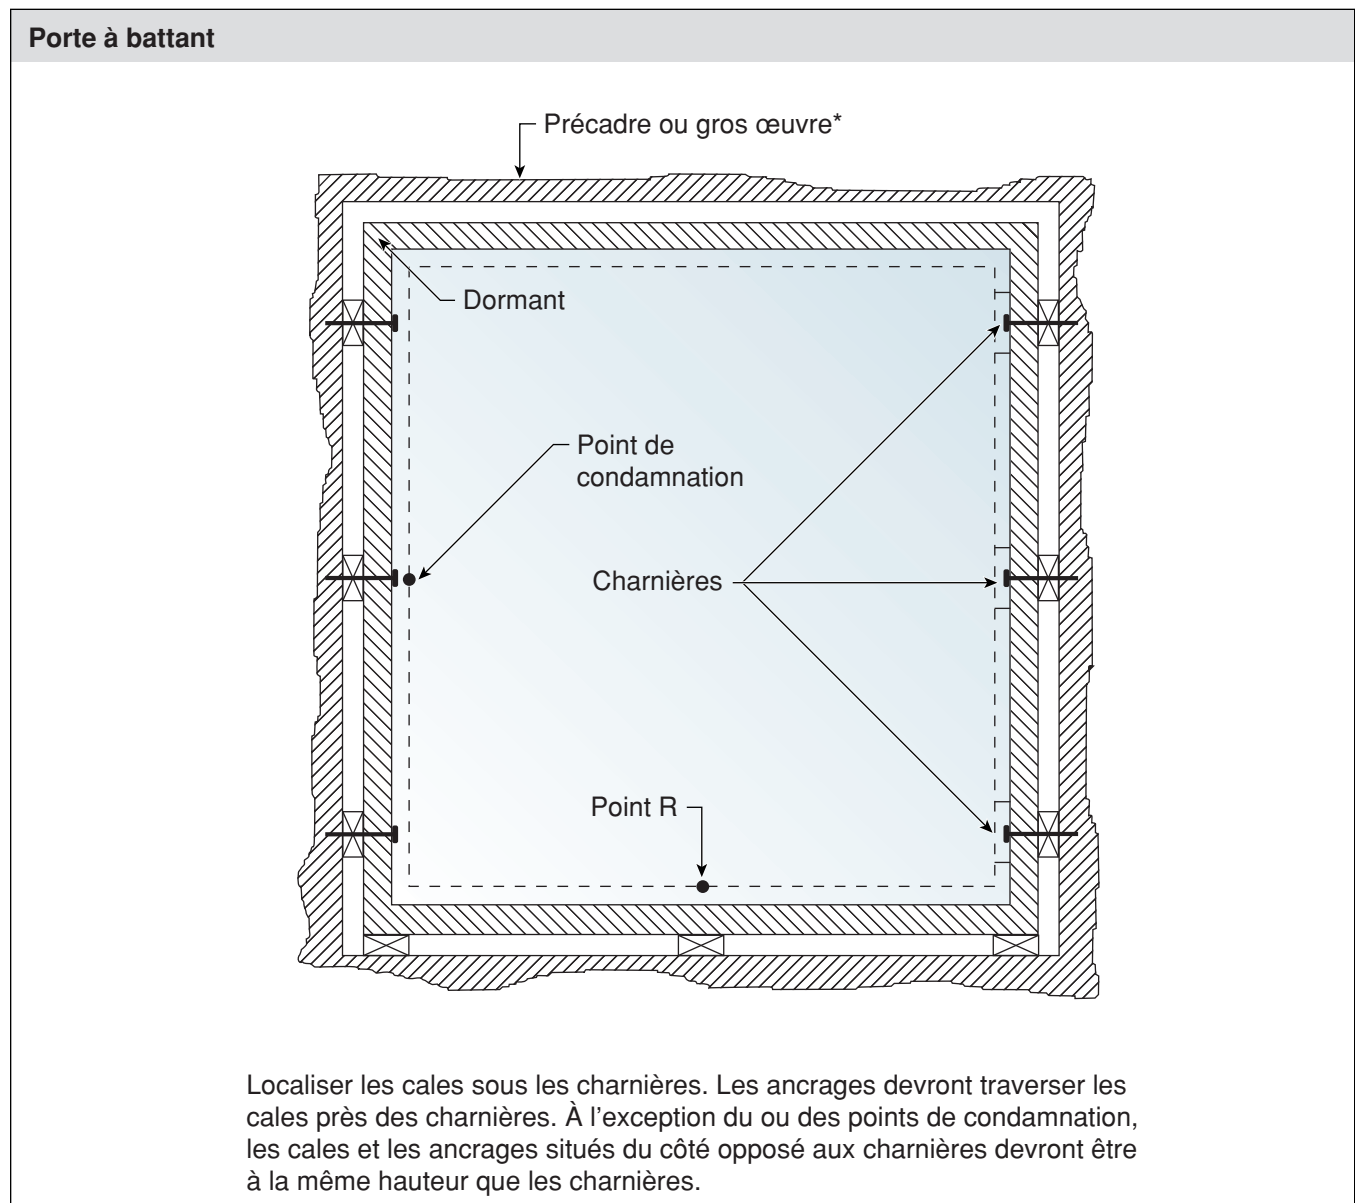 Porte à battant
Précadre ou gros œuvre*
Dormant
Point de
condamnation
Charnières
Point R
Localiser les cales sous les charnières. Les ancrages devront traverser les
cales près des charnières. À l’exception du ou des points de condamnation,
les cales et les ancrages situés du côté opposé aux charnières devront être
à la même hauteur que les charnières.